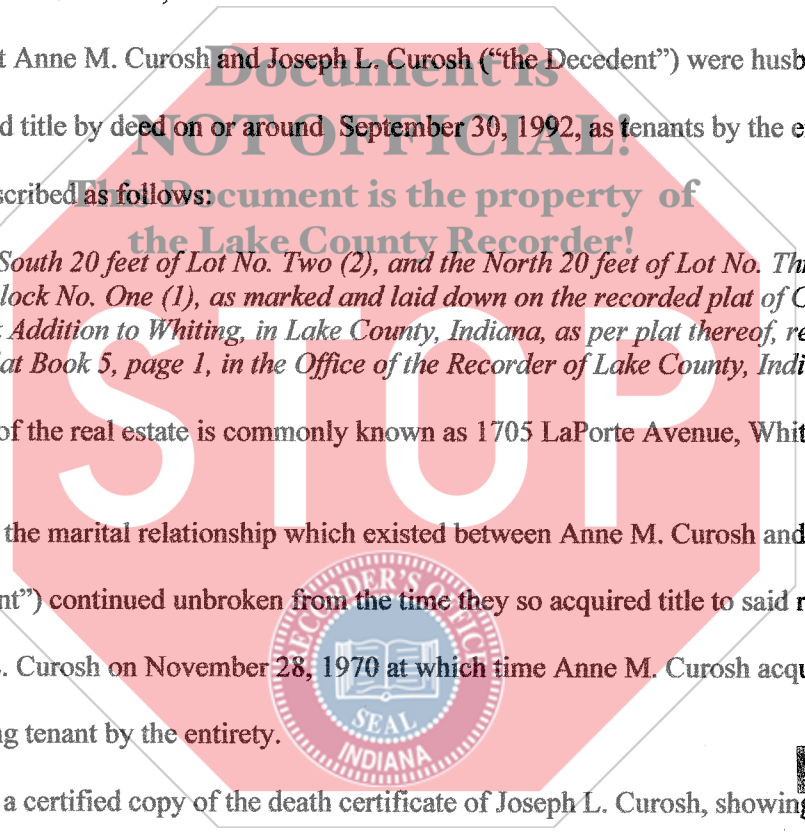 t Anne M. Curosh and Joseph L. Curosh ("the Decedent") were husb
Document is
d title by deed on or around September 30, 1992, as tenants by the e
NOT OFFICIAL!
scribed as follows:
This Document is the property of
the Lake County Recorder!
South 20 feet of Lot No. Two (2), and the North 20 feet of Lot No. Th
lock No. One (1), as marked and laid down on the recorded plat of C
Addition to Whiting, in Lake County, Indiana, as per plat thereof, re
at Book 5, page 1, in the Office of the Recorder of Lake County, Indi
STOP
of the real estate is commonly known as 1705 LaPorte Avenue, Whit
the marital relationship which existed between Anne M. Curosh and
nt") continued unbroken from the time they so acquired title to said r
. Curosh on November 28, 1970 at which time Anne M. Curosh acqu
RECORDER'S OFFICE
SEAL
INDIANA
ng tenant by the entirety.
a certified copy of the death certificate of Joseph L. Curosh, showing